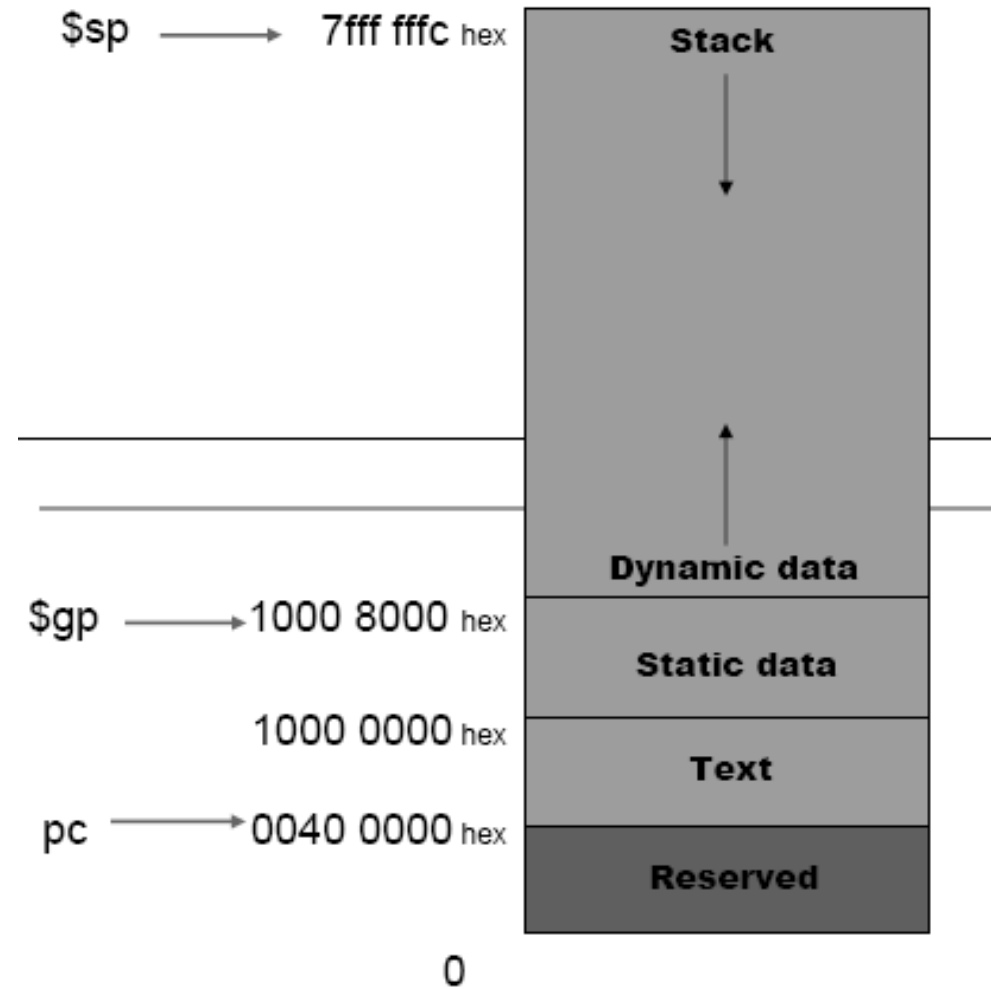 $sp 7fff fffc hex Stack
Dynamic data
$gp 1000 8000 hex
Static data
1000 0000 hex
Text
pc 0040 0000 hex
Reserved
0